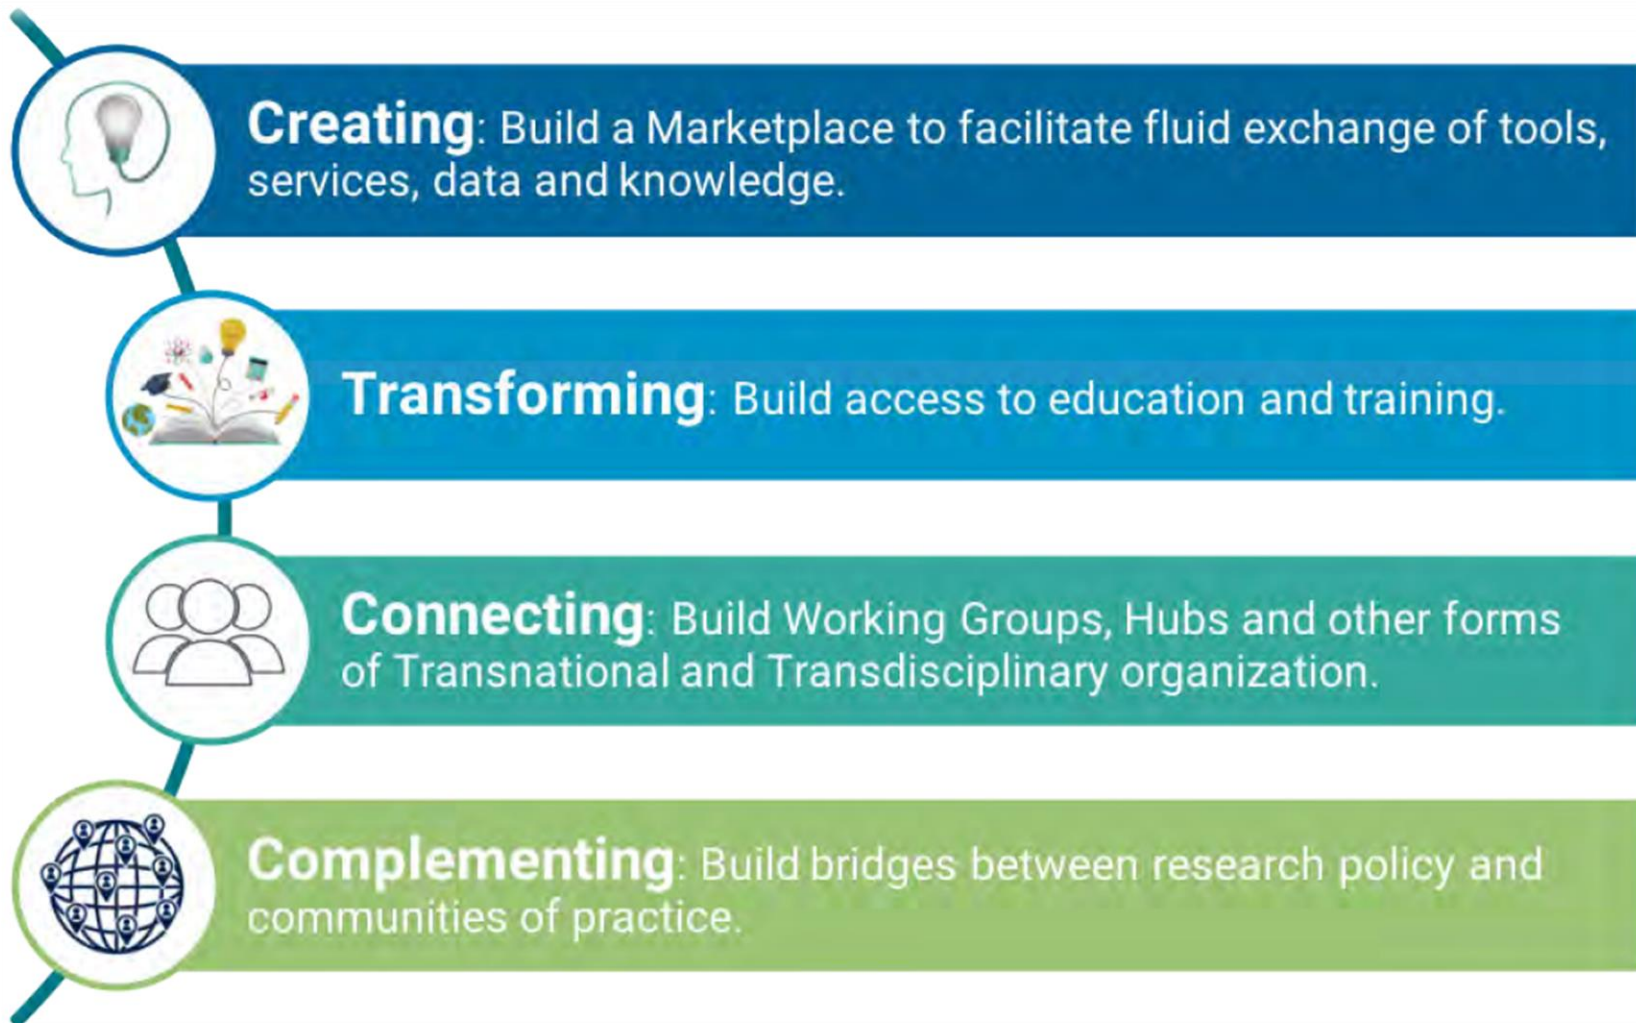 Creating: Build a Marketplace to facilitate fluid exchange of tools,
services, data and knowledge.
Transforming: Build access to education and training.
Connecting: Build Working Groups, Hubs and other forms
of Transnational and Transdisciplinary organization.
Complementing: Build bridges between research policy and
communities of practice.